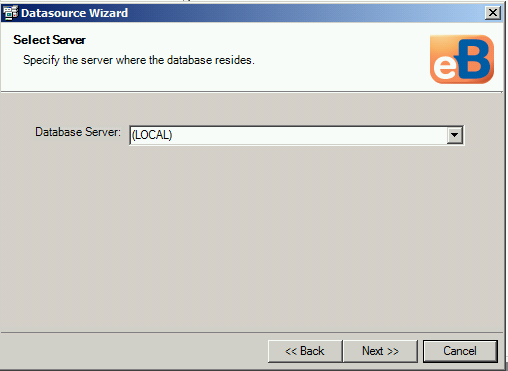 Datasource Wizard
Select Server
Specify the server where the database resides.
eB
Database Server: (LOCAL)
<< Back Next >> Cancel